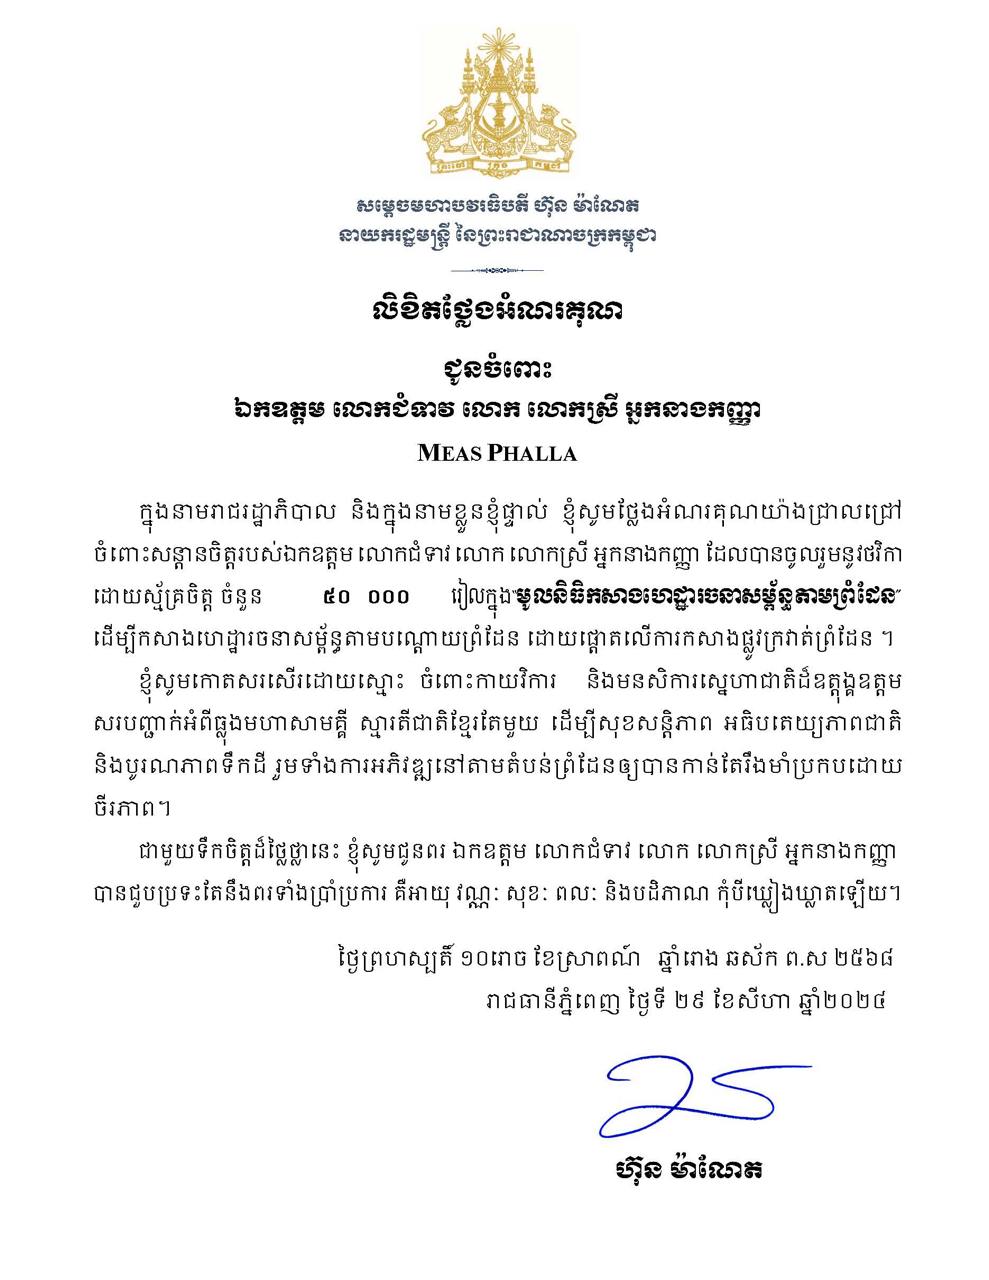 ព្រះចៅ ក្រុង កម្ពុជា
សម្តេចមហាបវរធិបតី ហ៊ុន ម៉ាណែត
នាយករដ្ឋមន្ត្រី នៃព្រះរាជាណាចក្រកម្ពុជា
លិខិតថ្លែងអំណរគុណ
ជូនចំពោះ
ឯកឧត្តម លោកជំទាវ លោក លោកស្រី អ្នកនាងកញ្ញា
MEAS PHALLA
ក្នុងនាមរាជរដ្ឋាភិបាល និងក្នុងនាមខ្លួនខ្ញុំផ្ទាល់ ខ្ញុំសូមថ្លែងអំណរគុណយ៉ាងជ្រាលជ្រៅ
ចំពោះសន្តានចិត្តរបស់ឯកឧត្តម លោកជំទាវ លោក លោកស្រី អ្នកនាងកញ្ញា ដែលបានចូលរួមនូវថវិកា
ដោយស្ម័គ្រចិត្ត ចំនួន ៥០ ០០០ រៀលក្នុង“មូលនិធិកសាងហេដ្ឋារចនាសម្ព័ន្ធតាមព្រំដែន”
ដើម្បីកសាងហេដ្ឋារចនាសម្ព័ន្ធតាមបណ្តោយព្រំដែន ដោយផ្តោតលើការកសាងផ្លូវក្រវាត់ព្រំដែន ។
ខ្ញុំសូមកោតសរសើរដោយស្មោះ ចំពោះកាយវិការ និងមនសិការស្នេហាជាតិដ៏ឧត្តុង្គឧត្តម
សរបញ្ជាក់អំពីធ្លុងមហាសាមគ្គី ស្មារតីជាតិខ្មែរតែមួយ ដើម្បីសុខសន្តិភាព អធិបតេយ្យភាពជាតិ
និងបូរណភាពទឹកដី រួមទាំងការអភិវឌ្ឍនៅតាមតំបន់ព្រំដែនឲ្យបានកាន់តែរឹងមាំប្រកបដោយ
ចីរភាព។
ជាមួយទឹកចិត្តដ៏ថ្លៃថ្លានេះ ខ្ញុំសូមជូនពរ ឯកឧត្តម លោកជំទាវ លោក លោកស្រី អ្នកនាងកញ្ញា
បានជួបប្រទះតែនឹងពរទាំងប្រាំប្រការ គឺអាយុ វណ្ណៈ សុខៈ ពលៈ និងបដិភាណ កុំបីឃ្លៀងឃ្លាតឡើយ។
ថ្ងៃព្រហស្បតិ៍ ១០រោច ខែស្រាពណ៍ ឆ្នាំរោង ឆស័ក ព.ស ២៥៦៨
រាជធានីភ្នំពេញ ថ្ងៃទី ២៩ ខែសីហា ឆ្នាំ២០២៤
ហ៊ុន ម៉ាណែត